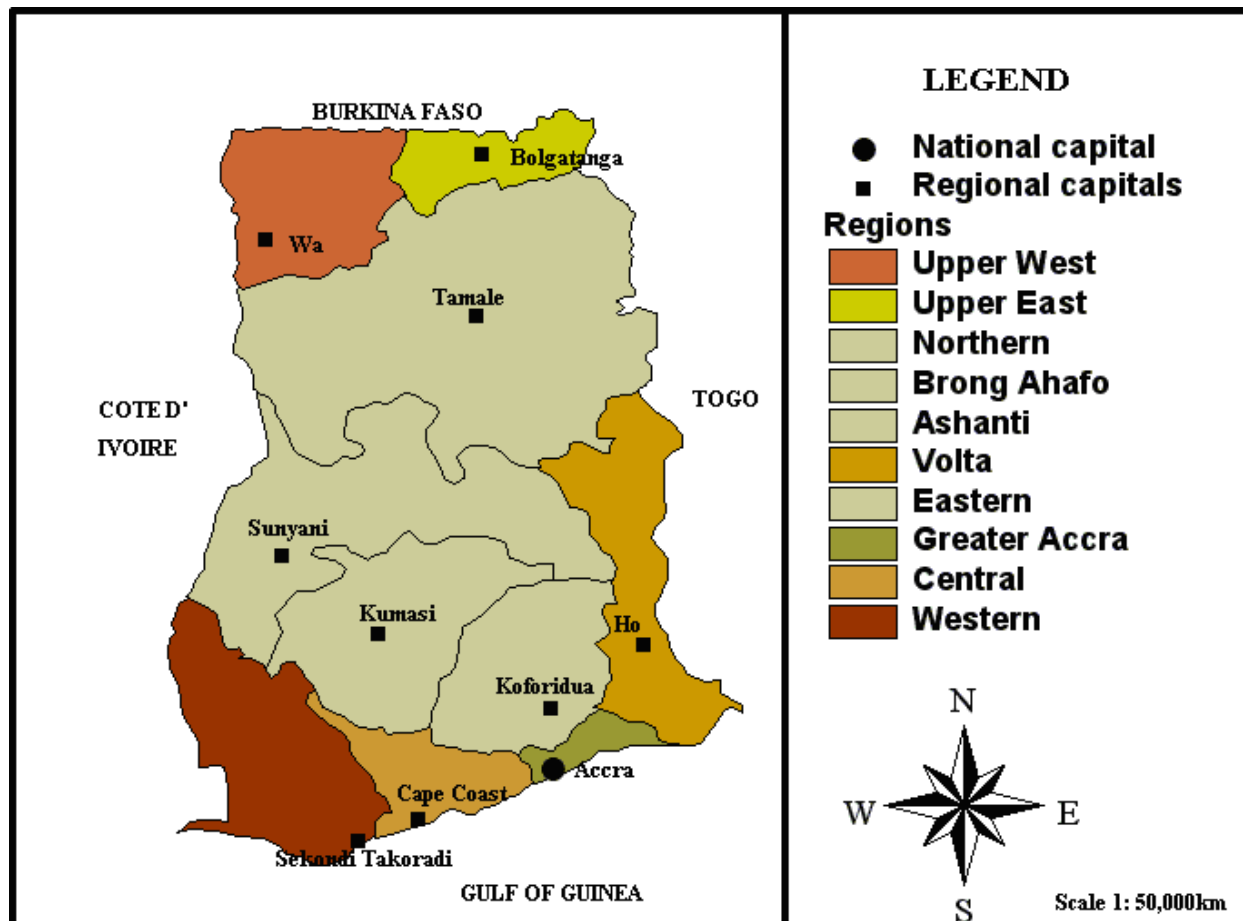 BURKINA FASO
Bolgatanga
Wa
Tamale
COTE D'
IVOIRE
TOGO
Sunyani
Kumasi
Ho
Koforidua
Accra
Cape Coast
Sekondi Takoradi
GULF OF GUINEA
LEGEND
National capital
Regional capitals
Regions
Upper West
Upper East
Northern
Brong Ahafo
Ashanti
Volta
Eastern
Greater Accra
Central
Western
N
W E
S
Scale 1: 50,000km